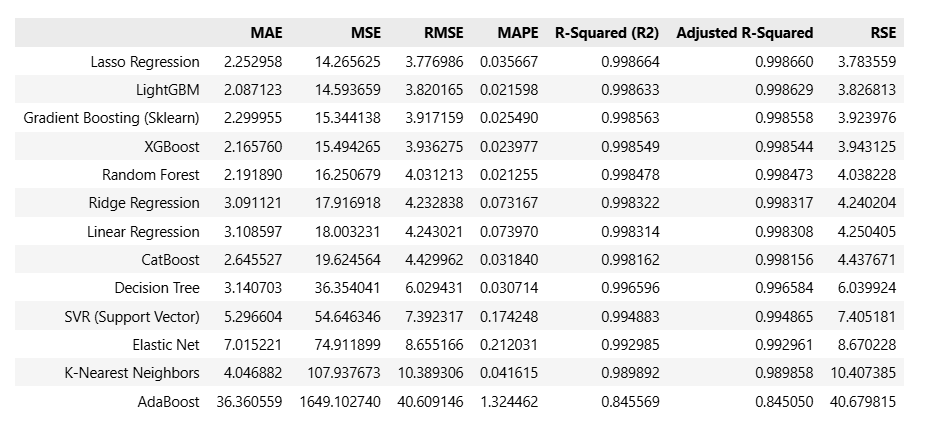 MAE MSE RMSE MAPE R-Squared (R2) Adjusted R-Squared RSE
Lasso Regression 2.252958 14.265625 3.776986 0.035667 0.998664 0.998660 3.783559
LightGBM 2.087123 14.593659 3.820165 0.021598 0.998633 0.998629 3.826813
Gradient Boosting (Sklearn) 2.299955 15.344138 3.917159 0.025490 0.998563 0.998558 3.923976
XGBoost 2.165760 15.494265 3.936275 0.023977 0.998549 0.998544 3.943125
Random Forest 2.191890 16.250679 4.031213 0.021255 0.998478 0.998473 4.038228
Ridge Regression 3.091121 17.916918 4.232838 0.073167 0.998322 0.998317 4.240204
Linear Regression 3.108597 18.003231 4.243021 0.073970 0.998314 0.998308 4.250405
CatBoost 2.645527 19.624564 4.429962 0.031840 0.998162 0.998156 4.437671
Decision Tree 3.140703 36.354041 6.029431 0.030714 0.996596 0.996584 6.039924
SVR (Support Vector) 5.296604 54.646346 7.392317 0.174248 0.994883 0.994865 7.405181
Elastic Net 7.015221 74.911899 8.655166 0.212031 0.992985 0.992961 8.670228
K-Nearest Neighbors 4.046882 107.937673 10.389306 0.041615 0.989892 0.989858 10.407385
AdaBoost 36.360559 1649.102740 40.609146 1.324462 0.845569 0.845050 40.679815